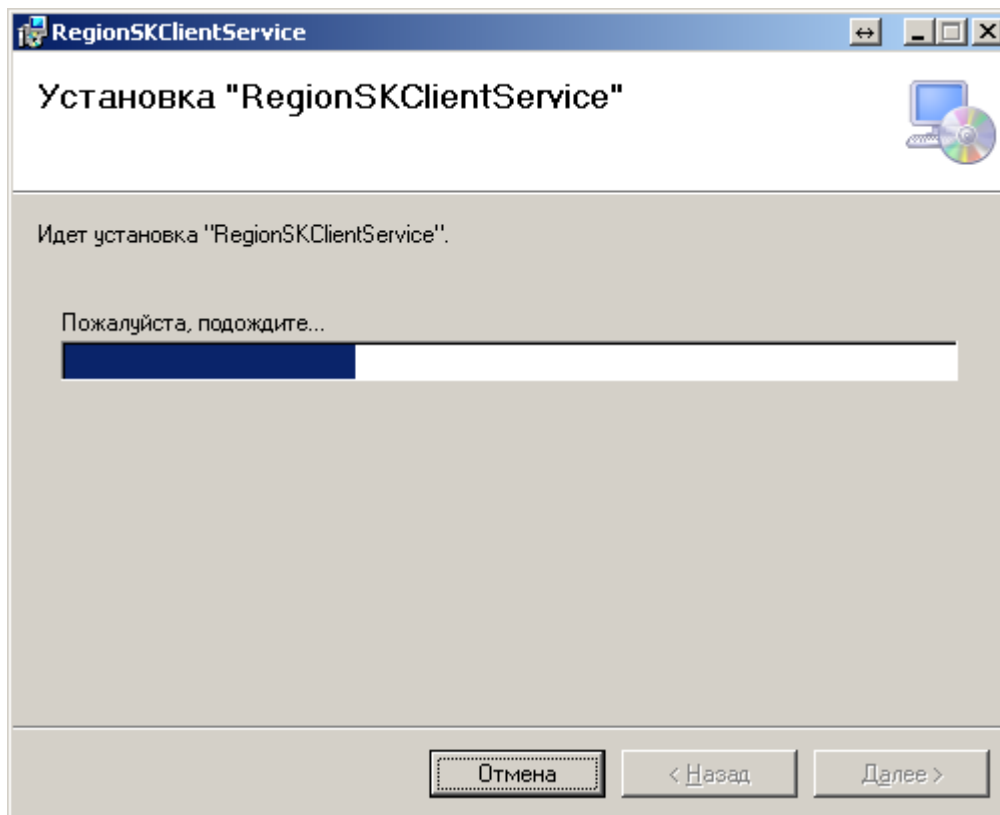 RegionSKClientService
Установка "RegionSKClientService"
Идет установка "RegionSKClientService".
Пожалуйста, подождите...
Отмена
< Назад
Далее >